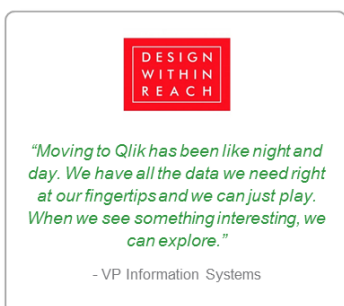 DESIGN
WITHIN
REACH
“Moving to Qlik has been like night and
day. We have all the data we need right
at our fingertips and we can just play.
When we see something interesting, we
can explore.”
- VP Information Systems